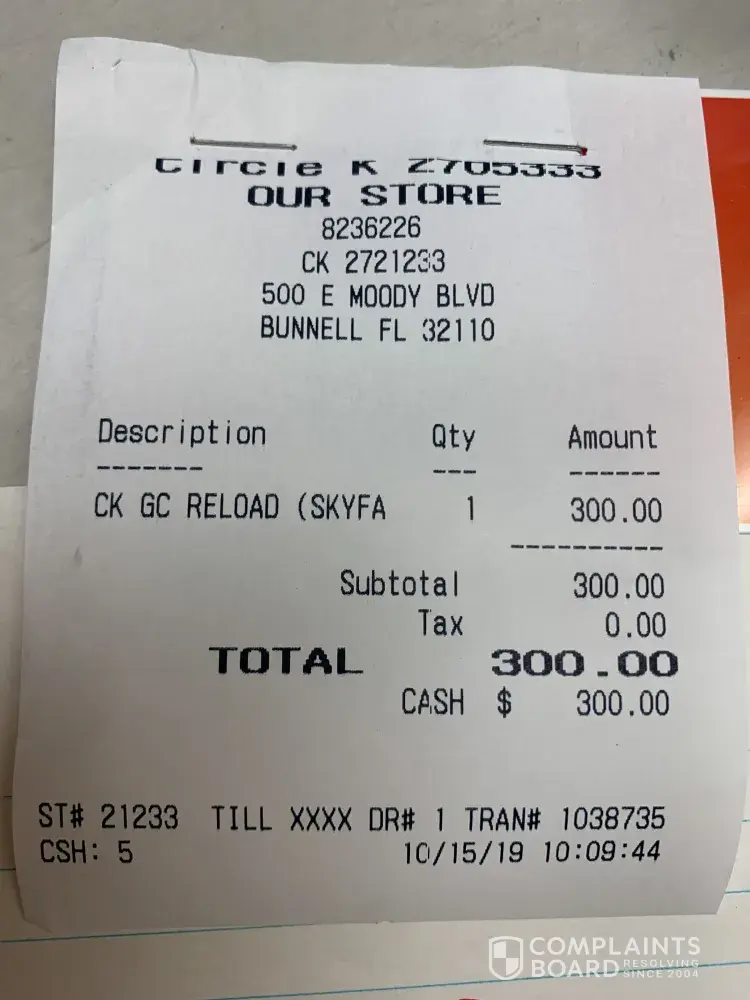 Circle K 2705333
OUR STORE
8236226
CK 2721233
500 E MOODY BLVD
BUNNELL FL 32110
Description Qty Amount
------- --- ------
CK GC RELOAD (SKYFA 1 300.00
----------
Subtotal 300.00
Tax 0.00
TOTAL 300.00
CASH $ 300.00
ST# 21233 TILL XXXX DR# 1 TRAN# 1038735
CSH: 5 10/15/19 10:09:44
COMPLAINTS
BOARD RESOLVING
SINCE 2004